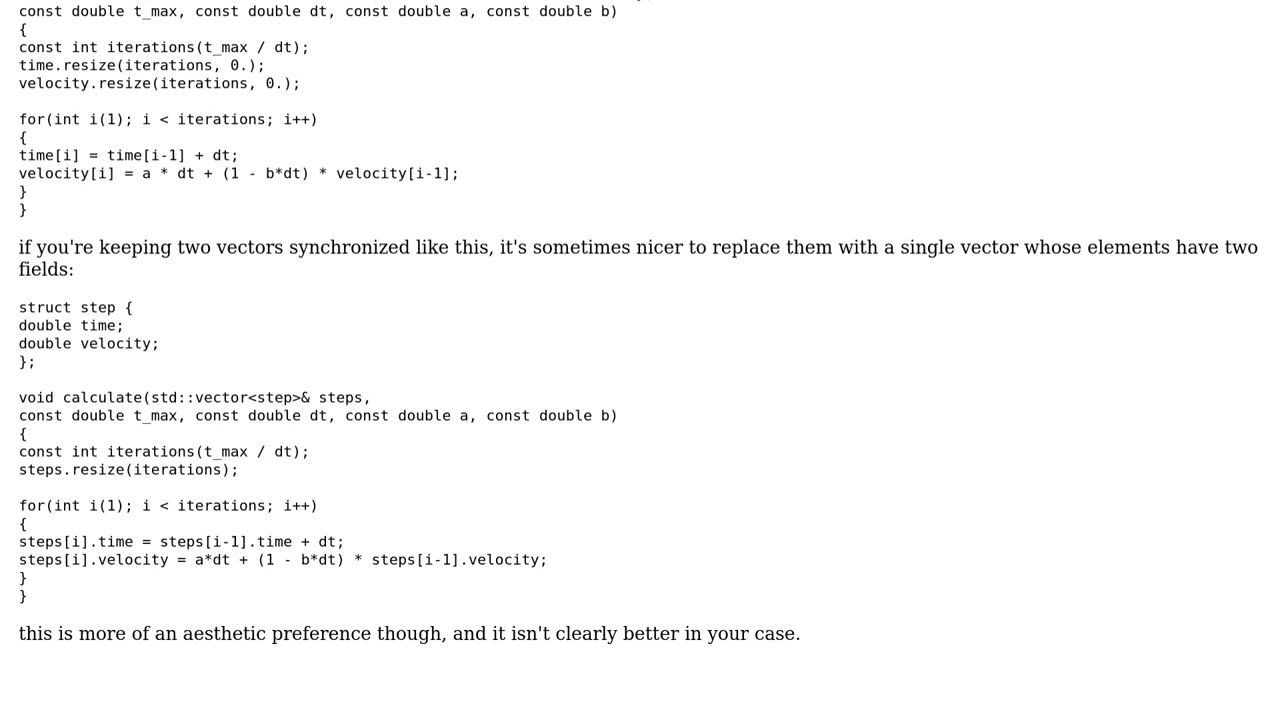 const double t_max, const double dt, const double a, const double b)
{
const int iterations(t_max / dt);
time.resize(iterations, 0.);
velocity.resize(iterations, 0.);
for(int i(1); i < iterations; i++)
{
time[i] = time[i-1] + dt;
velocity[i] = a * dt + (1 - b*dt) * velocity[i-1];
}
}
if you're keeping two vectors synchronized like this, it's sometimes nicer to replace them with a single vector whose elements have two
fields:
struct step {
double time;
double velocity;
};
void calculate(std::vector<step>& steps,
const double t_max, const double dt, const double a, const double b)
{
const int iterations(t_max / dt);
steps.resize(iterations);
for(int i(1); i < iterations; i++)
{
steps[i].time = steps[i-1].time + dt;
steps[i].velocity = a*dt + (1 - b*dt) * steps[i-1].velocity;
}
}
this is more of an aesthetic preference though, and it isn't clearly better in your case.